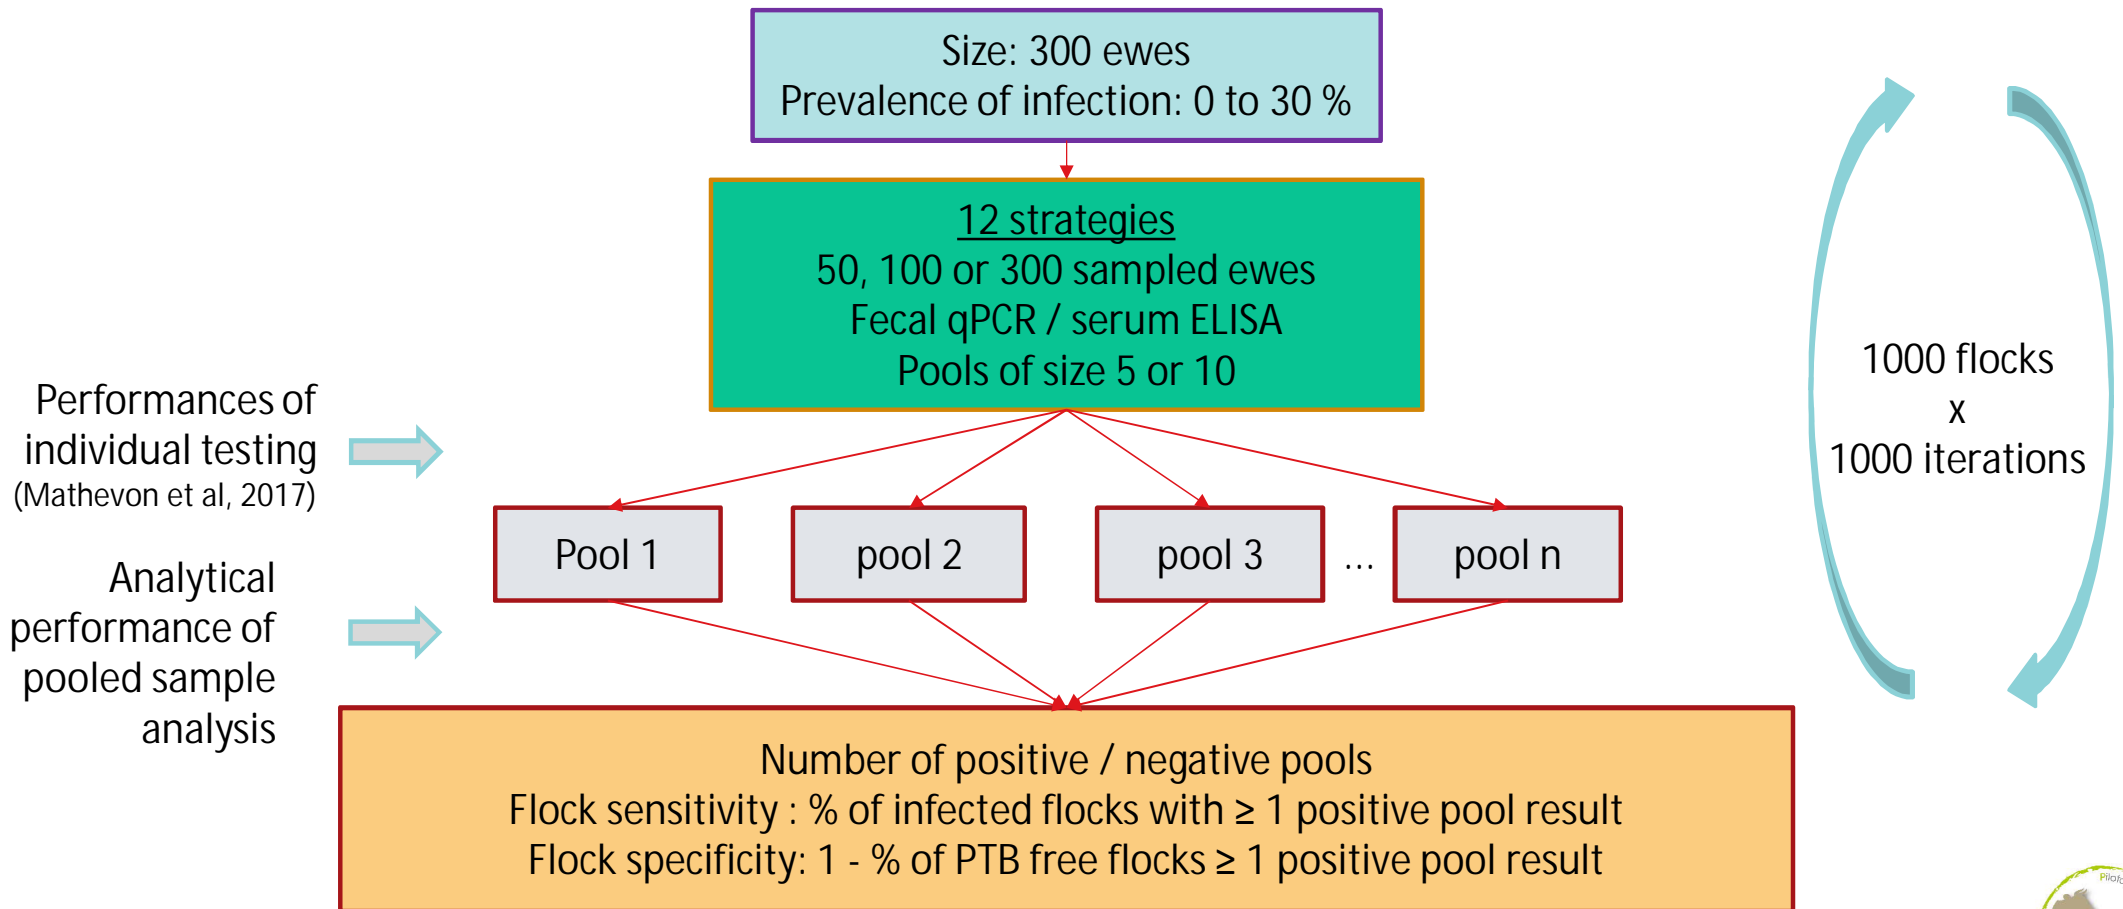 Size: 300 ewes
Prevalence of infection: 0 to 30 %
12 strategies
50, 100 or 300 sampled ewes
Fecal qPCR / serum ELISA
Pools of size 5 or 10
1000 flocks
x
1000 iterations
Performances of
individual testing
(Mathevon et al, 2017)
Pool 1
pool 2
pool 3
...
pool n
Analytical
performance of
pooled sample
analysis
Number of positive / negative pools
Flock sensitivity : % of infected flocks with ≥ 1 positive pool result
Flock specificity: 1 - % of PTB free flocks ≥ 1 positive pool result